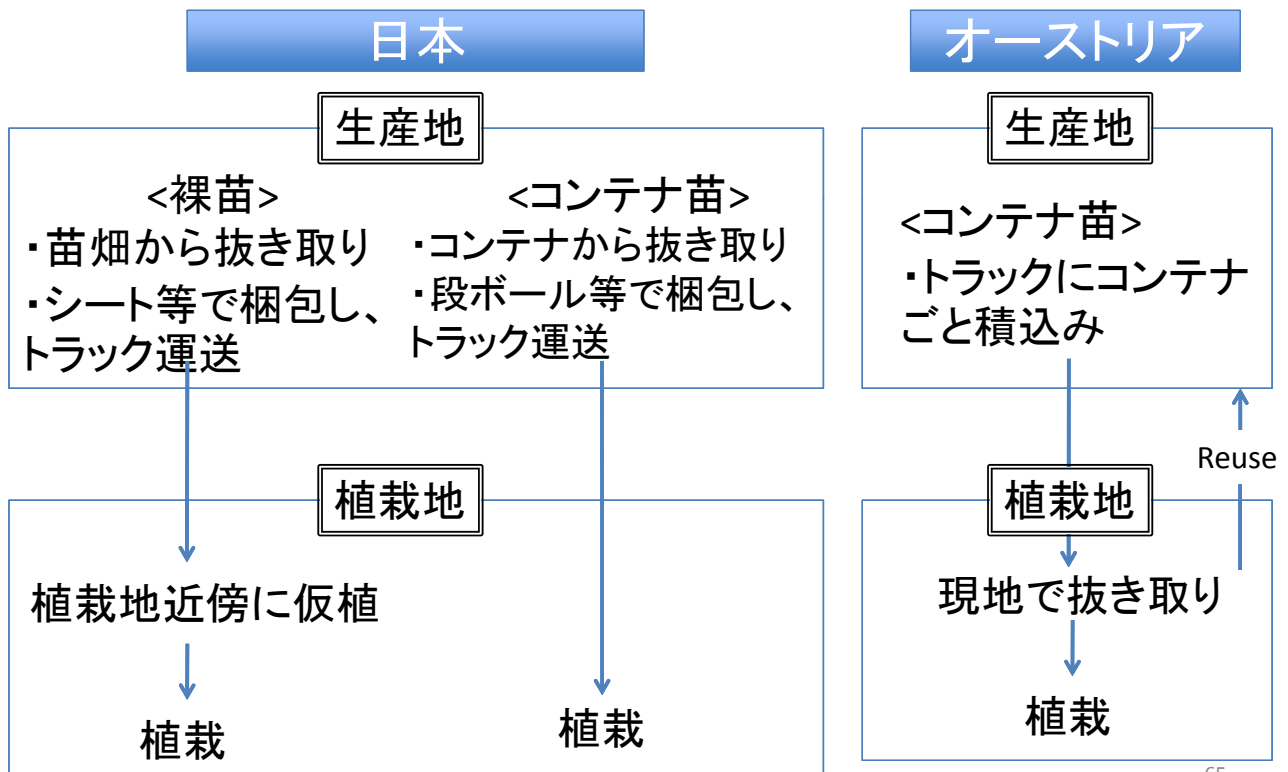 日本
生産地
<裸苗>
・苗畑から抜き取り
・シート等で梱包し、
トラック運送
<コンテナ苗>
・コンテナから抜き取り
・段ボール等で梱包し、
トラック運送
植栽地
植栽地近傍に仮植
植栽
植栽
オーストリア
生産地
<コンテナ苗>
・トラックにコンテナ
ごと積込み
Reuse
植栽地
現地で抜き取り
植栽
65